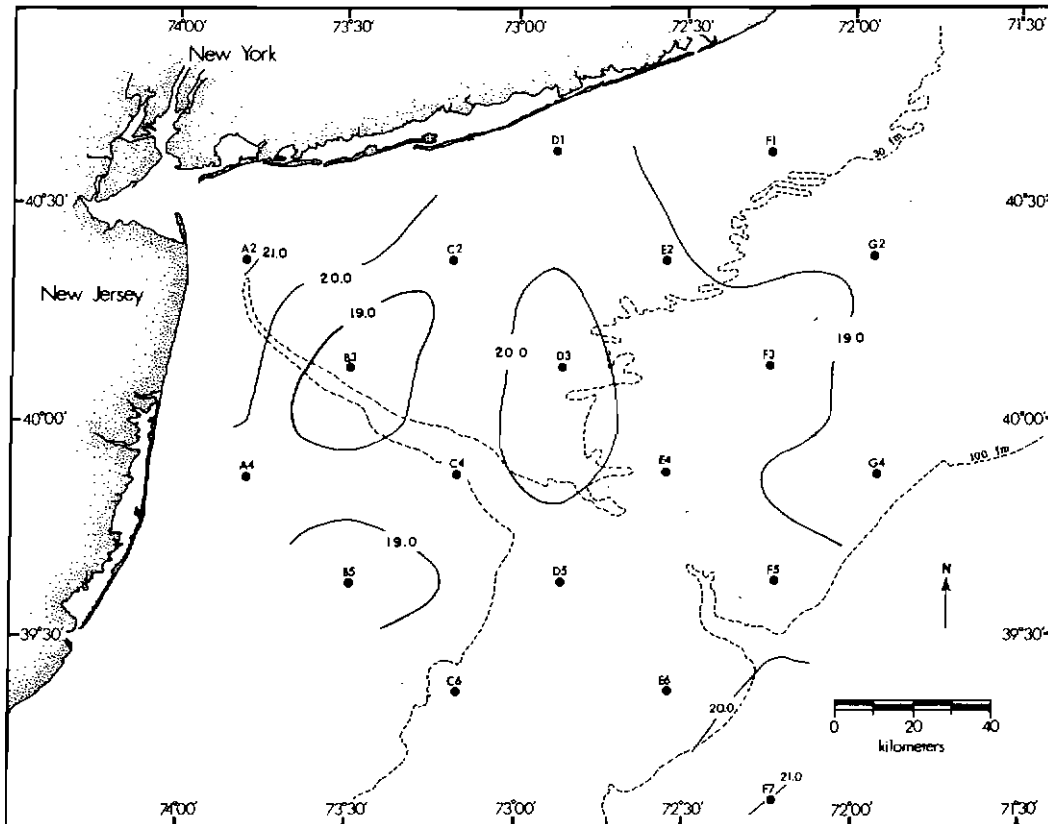 74°00' 73°30' 73°00' 72°30' 72°00' 71°30'
New York
D1 F1
30 fm
40°30' 40°30'
A2 21.0 C2 E2 G2
20.0
New Jersey
19.0
19.0
20.0
B3 D3 F3
40°00' 40°00'
100 fm
A4 C4 E4 G4
19.0
B5 D5 F5
N
39°30' 39°30'
C6 E6
20.0
0 20 40
kilometers
F7 21.0
74°00' 73°30' 73°00' 72°30' 72°00' 71°30'